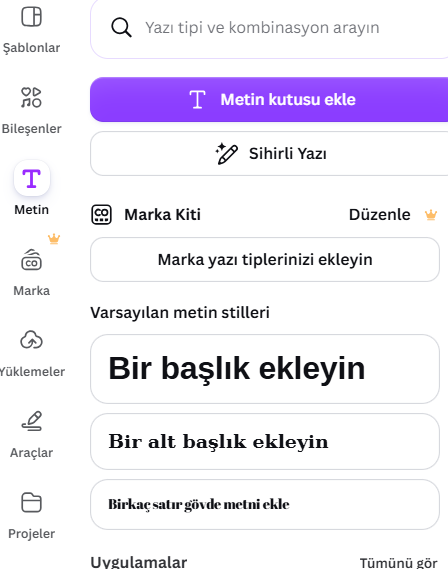 Yazı tipi ve kombinasyon arayın
Şablonlar
Bileşenler
Metin
Marka
Yüklemeler
Araçlar
Projeler
Metin kutusu ekle
Sihirli Yazı
CO Marka Kiti Düzenle
CO
Marka yazı tiplerinizi ekleyin
Varsayılan metin stilleri
Bir başlık ekleyin
Bir alt başlık ekleyin
Birkaç satır gövde metni ekle
Uygulamalar Tümünü gör